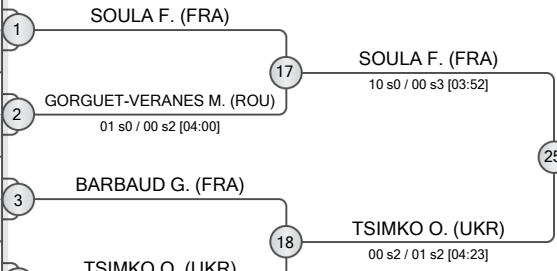 SOULA F. (FRA)
1
17
SOULA F. (FRA)
10 s0 / 00 s3 [03:52]
2
GORGUET-VERANES M. (ROU)
01 s0 / 00 s2 [04:00]
25
BARBAUD G. (FRA)
3
18
TSIMKO O. (UKR)
00 s2 / 01 s2 [04:23]
TSIMKO O. (UKR)